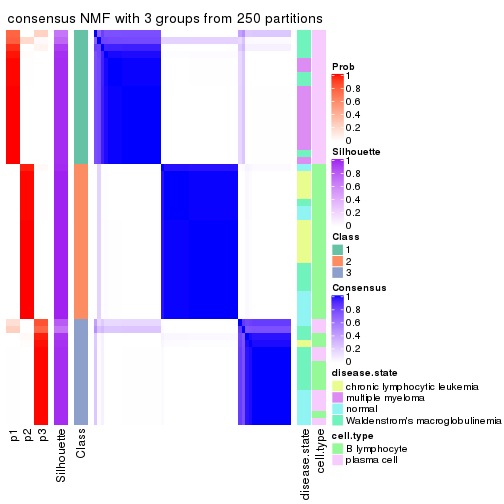 consensus NMF with 3 groups from 250 partitions
Prob
1
0.8
0.6
0.4
0.2
0
Silhouette
1
0.8
0.6
0.4
0.2
0
Class
1
2
3
Consensus
1
0.8
0.6
0.4
0.2
0
disease.state
chronic lymphocytic leukemia
multiple myeloma
normal
Waldenstrom's macroglobulinemia
cell.type
B lymphocyte
plasma cell
p1
p2
p3
Silhouette
Class
disease.state
cell.type